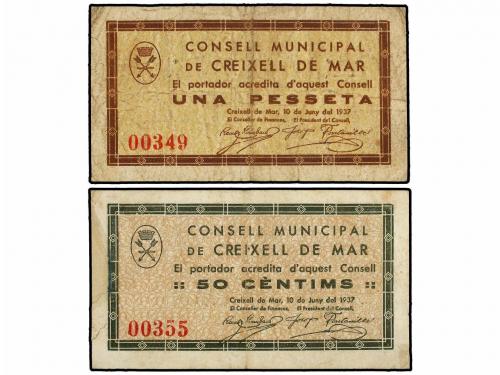 CONSELL MUNICIPAL
DE CREIXELL DE MAR
El portador acredita d'aquest Consell
UNA PESSETA
Creixell de Mar, 10 de Juny del 1937
El Conseller de Finances, El President del Consell,
00349
CONSELL MUNICIPAL
DE CREIXELL DE MAR
El portador acredita d'aquest Consell
:: 50 CÈNTIMS ::
Creixell de Mar, 10 de Juny del 1937
El Conseller de Finances, El President del Consell,
00355